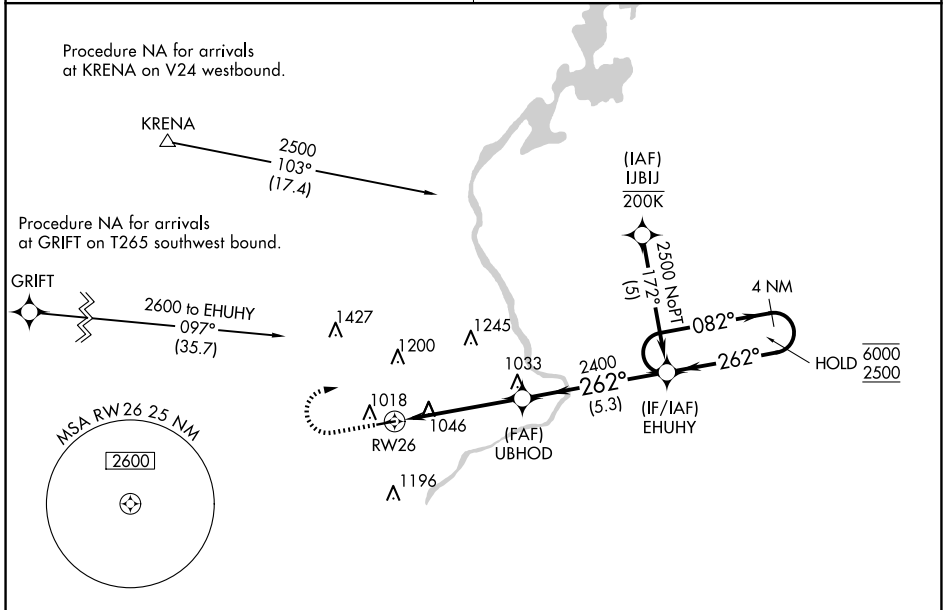 Procedure NA for arrivals
at KRENA on V24 westbound.
KRENA
2500
103°
(17.4)
(IAF)
IJBIJ
200K
Procedure NA for arrivals
at GRIFT on T265 southwest bound.
GRIFT
2600 to EHUHY
097°
(35.7)
2500 NoPT
172°
(5)
4 NM
082°
262°
HOLD
6000
2500
1427
1245
1200
1033
2400
262°
(5.3)
(IF/IAF)
EHUHY
1018
1046
RW26
(FAF)
UBHOD
1196
MSA RW 26 25 NM
2600